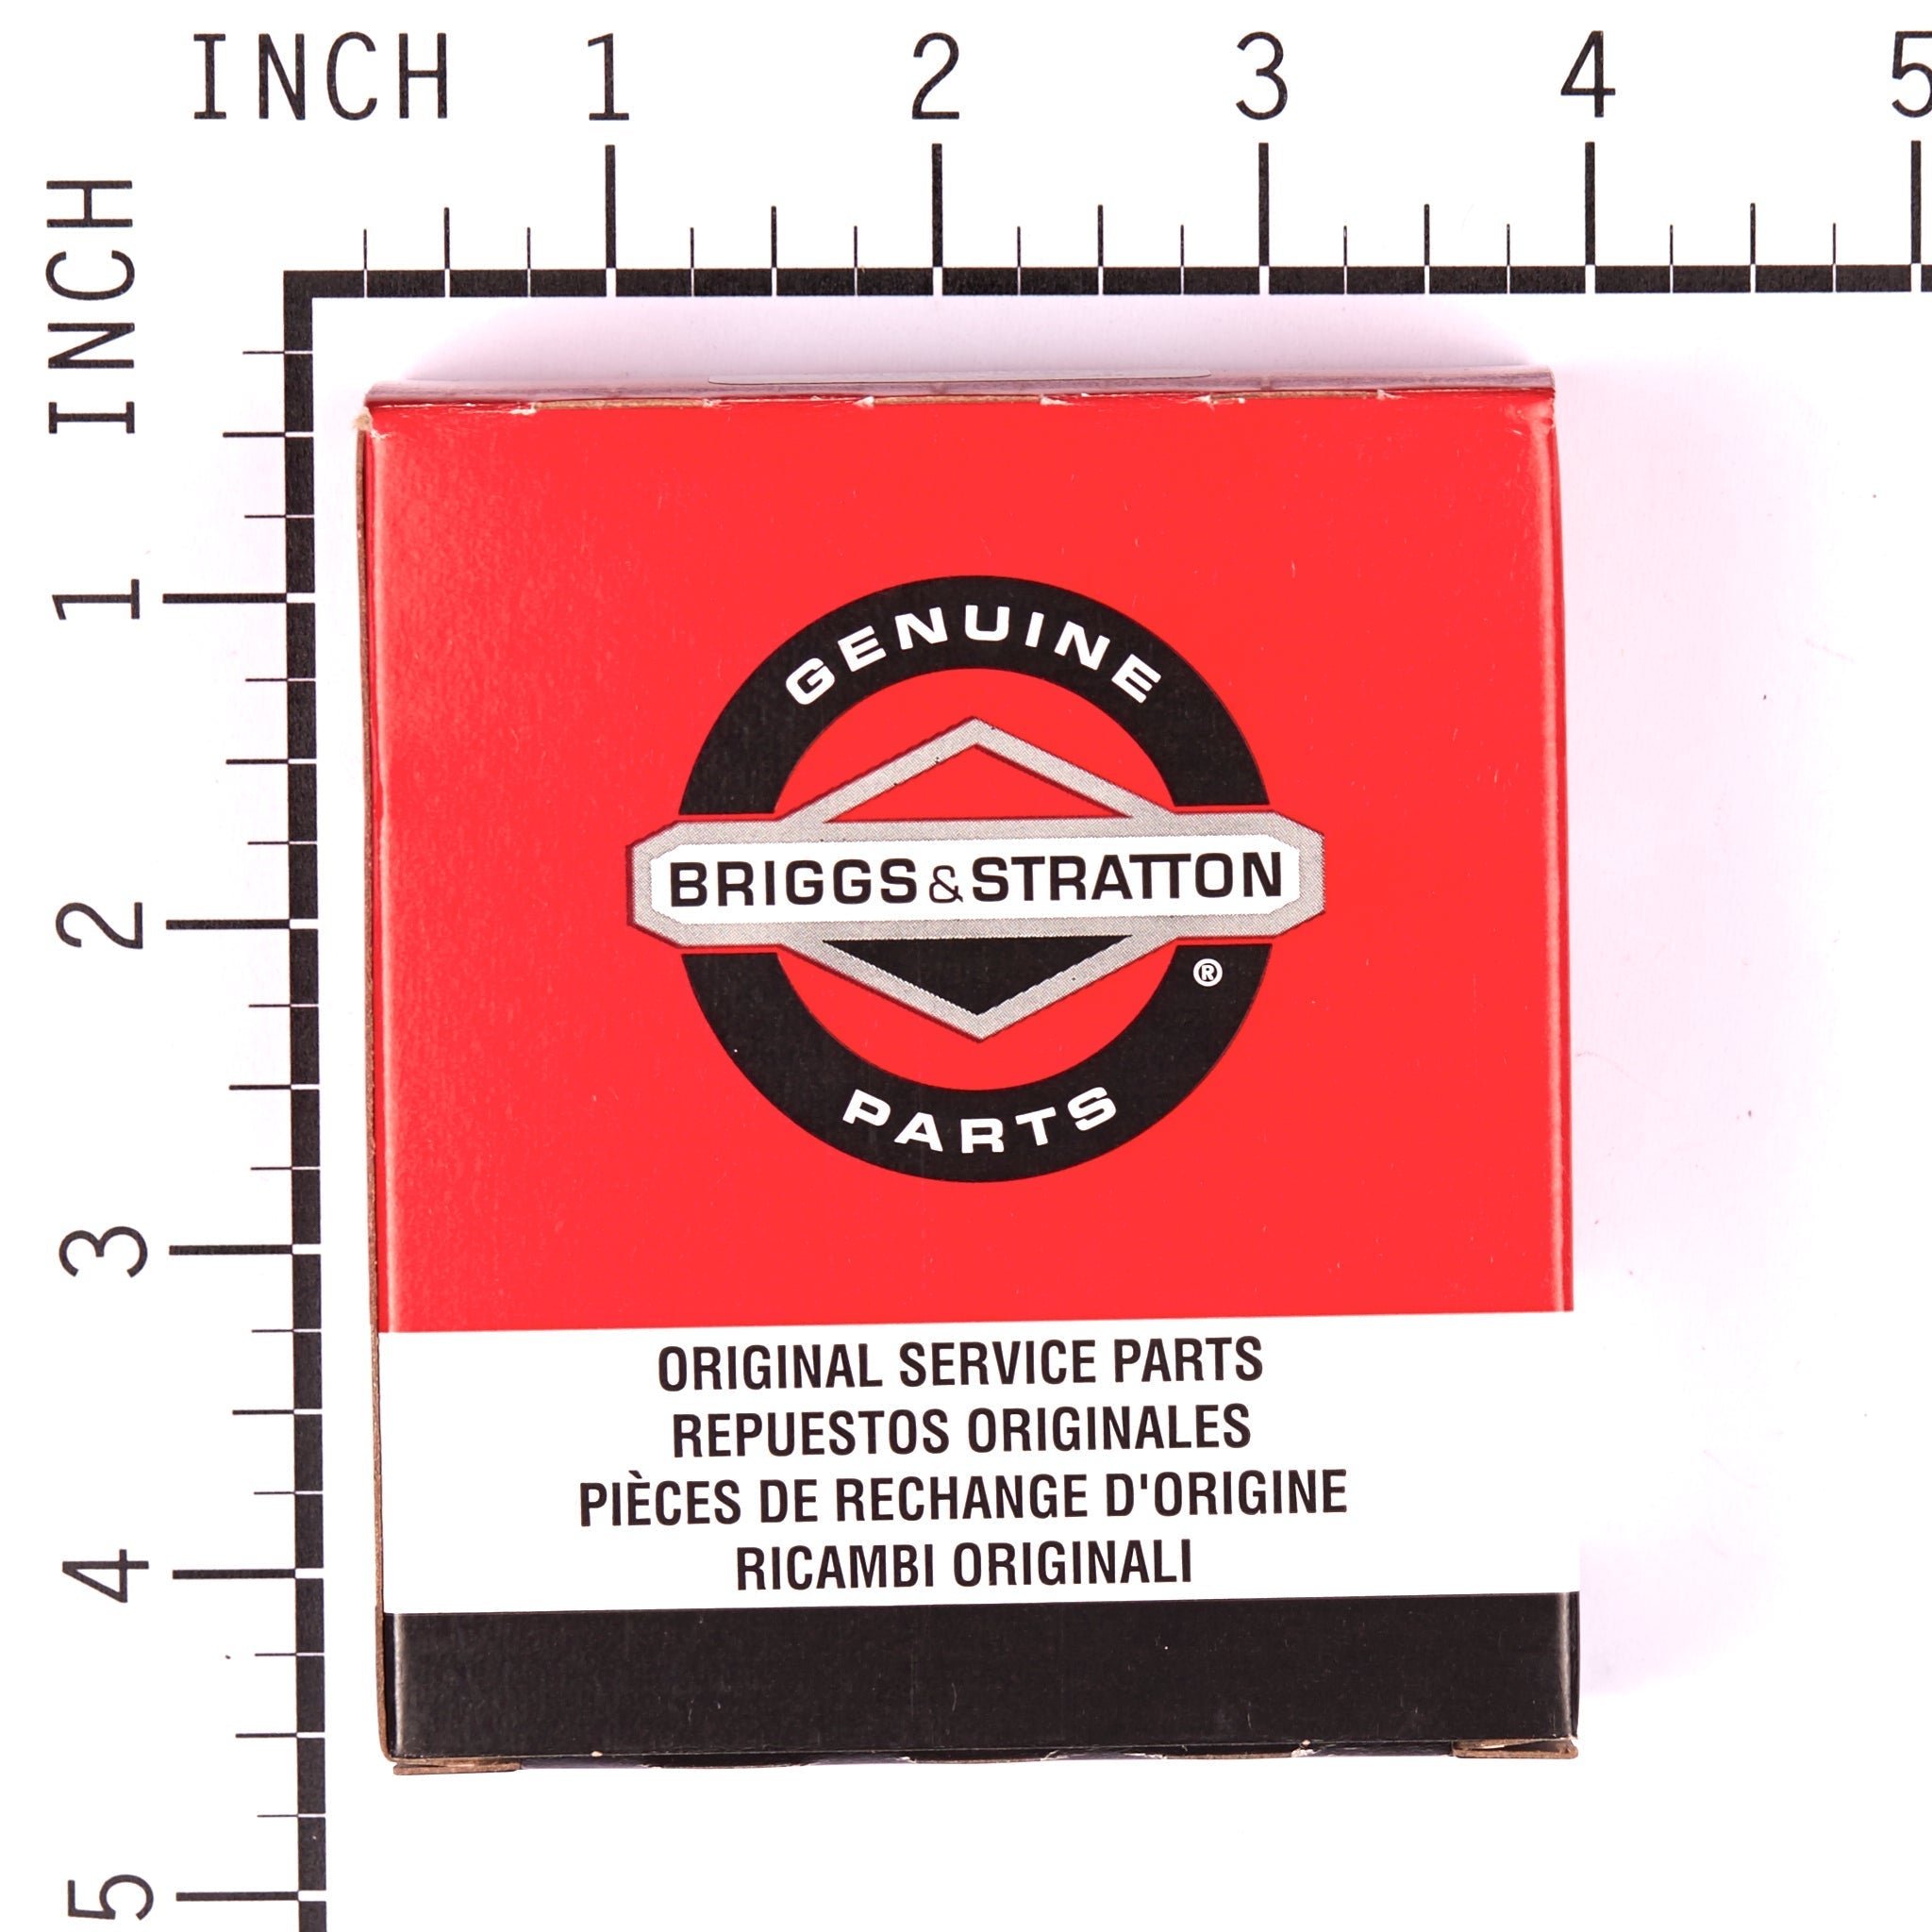 INCH 1 2 3 4 5
INCH
1
2
3
4
5
GENUINE
BRIGGS & STRATTON
®
PARTS
ORIGINAL SERVICE PARTS
REPUESTOS ORIGINALES
PIÈCES DE RECHANGE D'ORIGINE
RICAMBI ORIGINALI